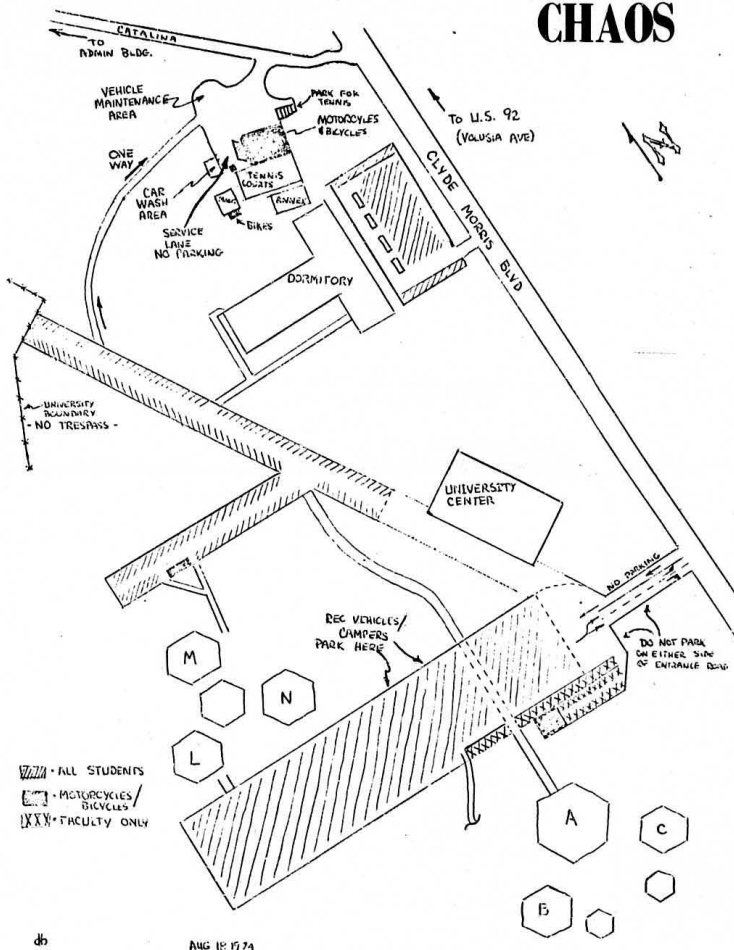 CHAOS
CATALINA
TO
ADMIN BLDG.
VEHICLE
MAINTENANCE
AREA
PARK FOR
TENNIS
MOTORCYCLES
& BICYCLES
TO U.S. 92
(VOLUSIA AVE)
N
ONE
WAY
CAR
WASH
AREA
TENNIS
COURTS
ANNEX
BIKES
SERVICE
LANE
NO PARKING
CLYDE MORRIS BLVD
DORMITORY
UNIVERSITY
BOUNDARY
- NO TRESPASS -
UNIVERSITY
CENTER
NO PARKING
REC VEHICLES/
CAMPERS
PARK HERE
DO NOT PARK
ON EITHER SIDE
OF ENTRANCE ROAD
M
N
L
• ALL STUDENTS
• MOTORCYCLES/
BICYCLES
XXX • FACULTY ONLY
A
C
B
db
AUG 18 1974